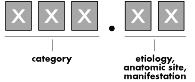 X X X . X X
category etiology,
anatomic site,
manifestation